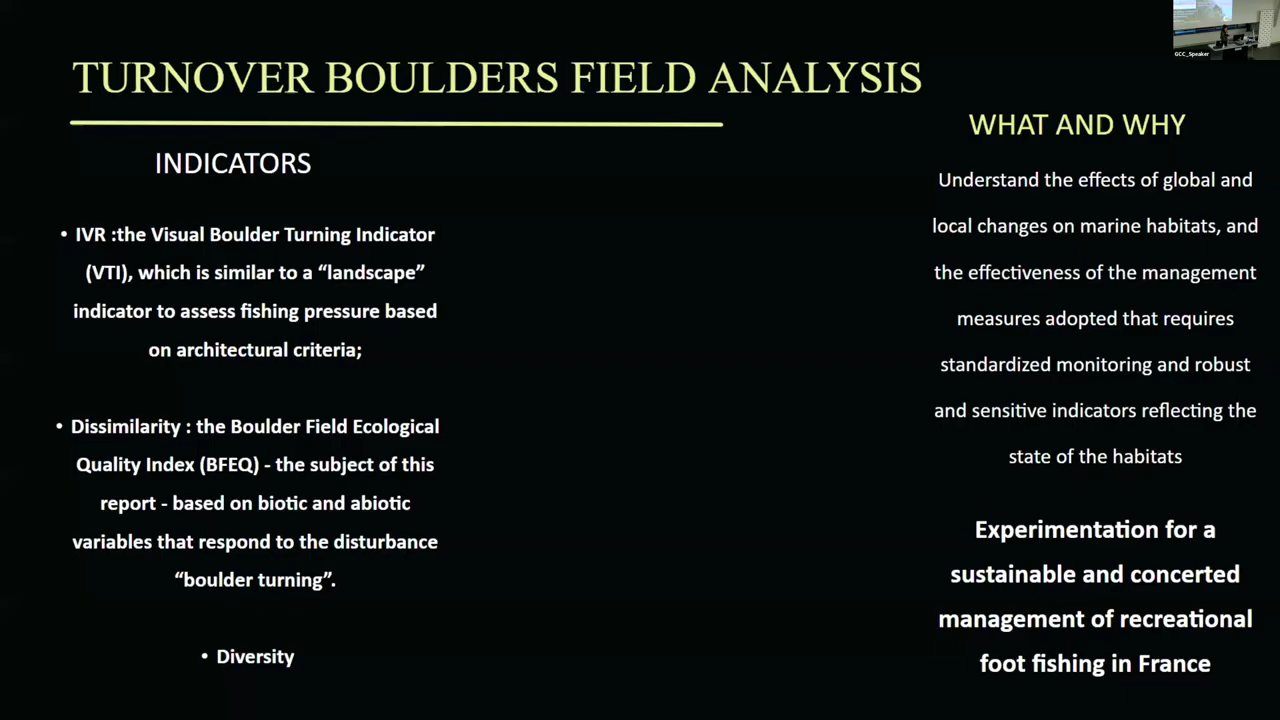 TURNOVER BOULDERS FIELD ANALYSIS
INDICATORS
• IVR :the Visual Boulder Turning Indicator
(VTI), which is similar to a “landscape”
indicator to assess fishing pressure based
on architectural criteria;
• Dissimilarity : the Boulder Field Ecological
Quality Index (BFEQ) - the subject of this
report - based on biotic and abiotic
variables that respond to the disturbance
“boulder turning”.
• Diversity
WHAT AND WHY
Understand the effects of global and
local changes on marine habitats, and
the effectiveness of the management
measures adopted that requires
standardized monitoring and robust
and sensitive indicators reflecting the
state of the habitats
Experimentation for a
sustainable and concerted
management of recreational
foot fishing in France
GCC_Speaker